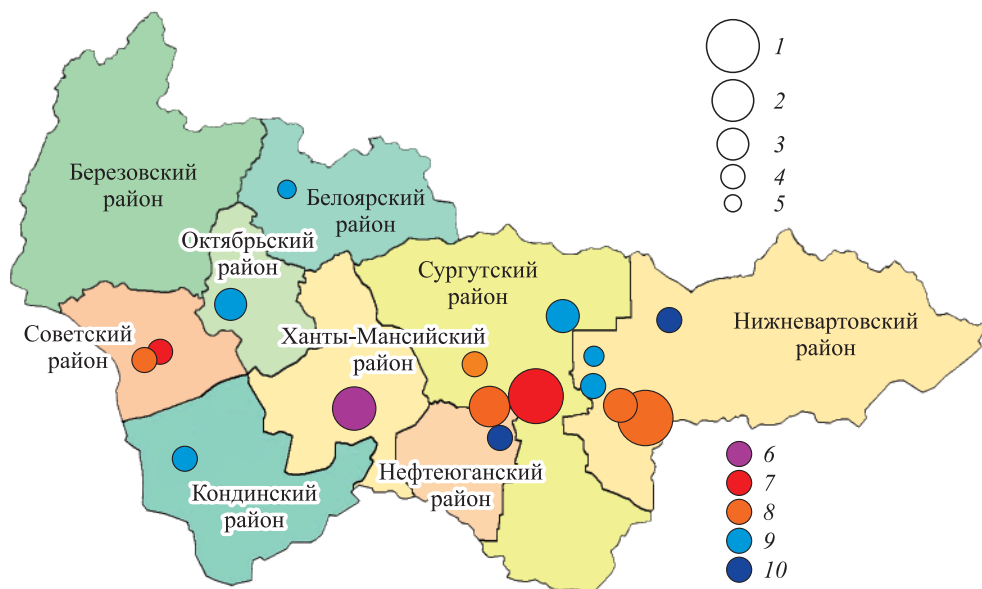 1
2
3
4
5
Березовский
район
Белоярский
район
Октябрьский
район
Сургутский
район
Советский
район
Ханты-Мансийский
район
Нижневартовский
район
Нефтеюганский
район
Кондинский
район
6
7
8
9
10